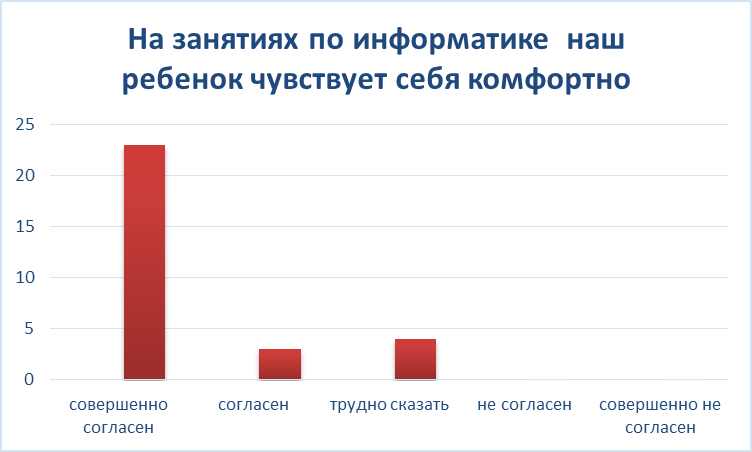 На занятиях по информатике  наш
ребенок чувствует себя комфортно
25
20
15
10
5
0
совершенно
согласен
согласен
трудно сказать
не согласен
совершенно не
согласен